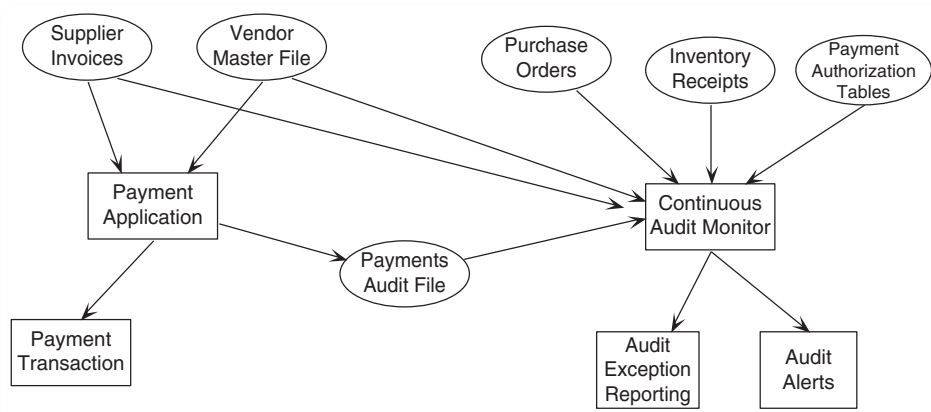 Supplier
Invoices
Vendor
Master File
Purchase
Orders
Inventory
Receipts
Payment
Authorization
Tables
Payment
Application
Continuous
Audit Monitor
Payments
Audit File
Payment
Transaction
Audit
Exception
Reporting
Audit
Alerts